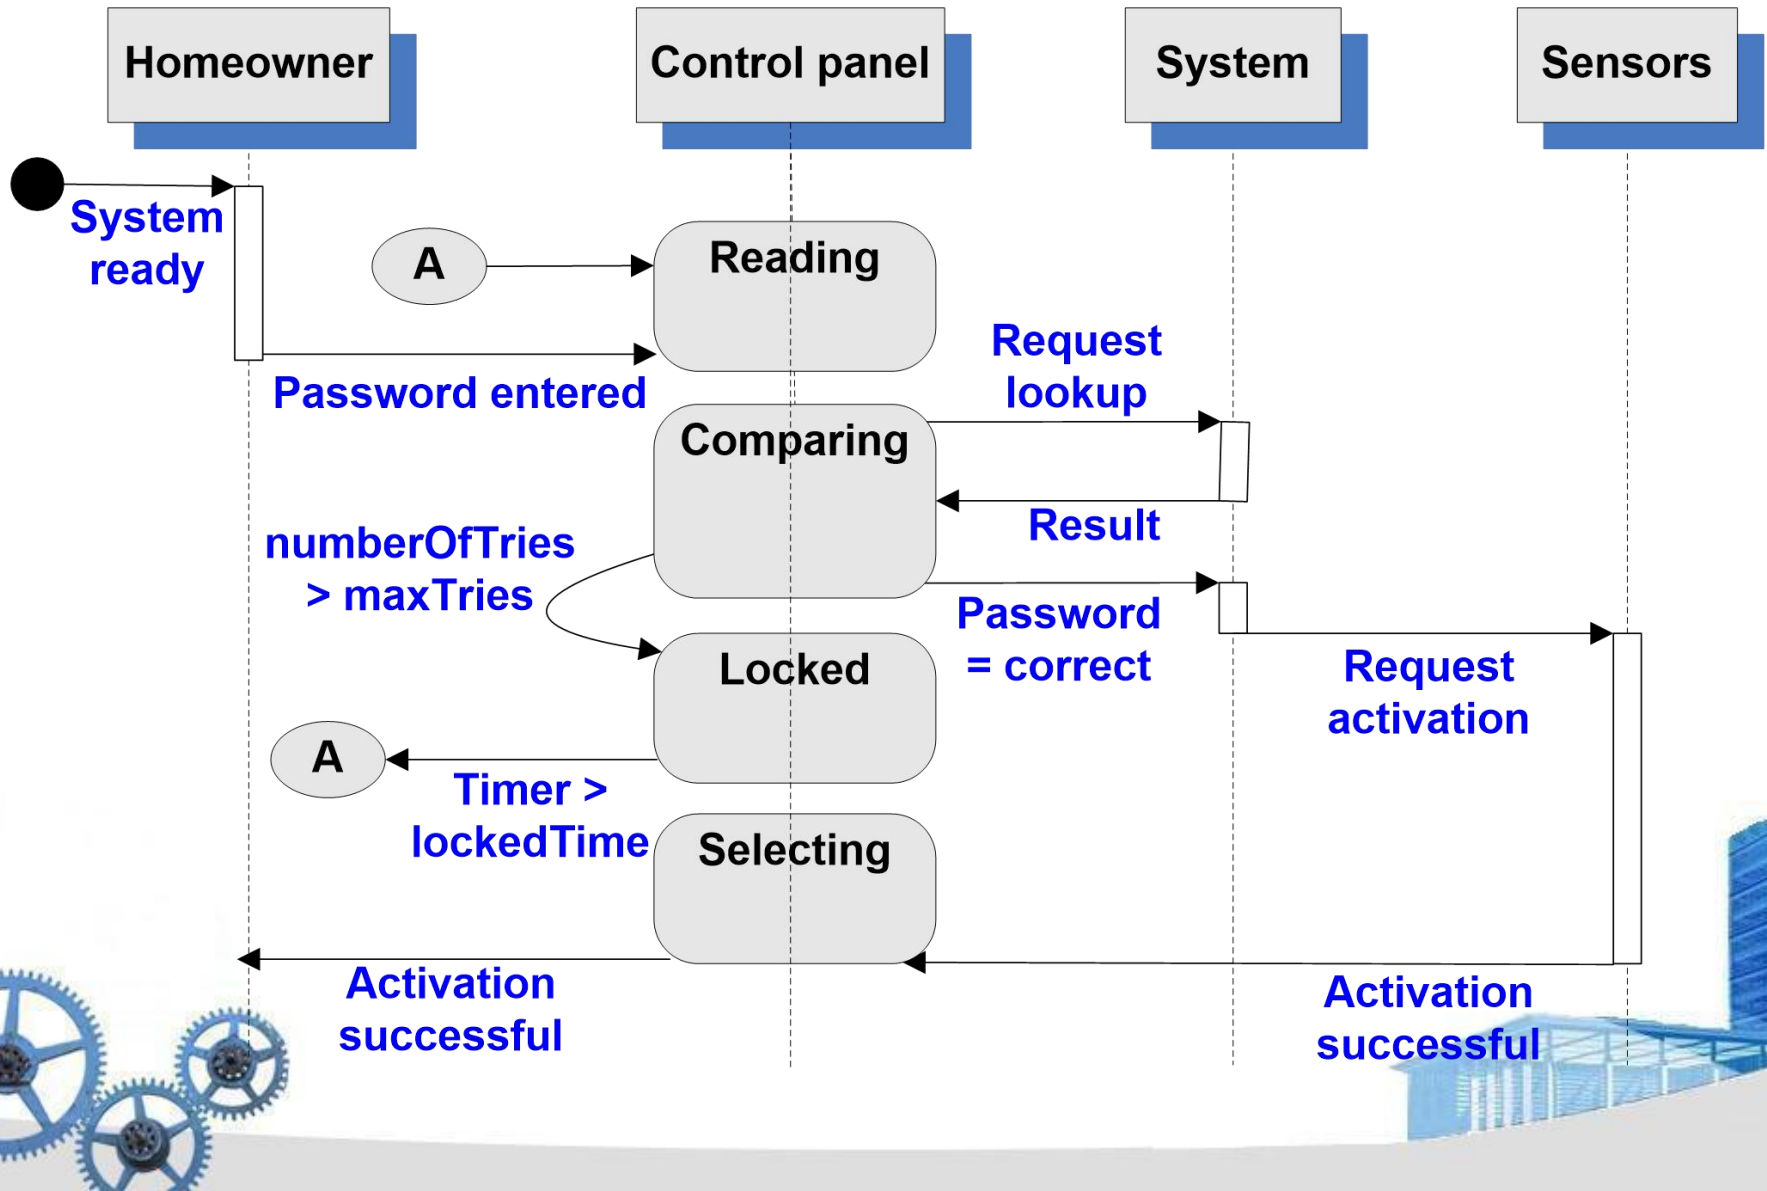 Homeowner
Control panel
System
Sensors
System
ready
A
Reading
Password entered
Request
lookup
Comparing
Result
numberOfTries
> maxTries
Password
= correct
Locked
Request
activation
A
Timer >
lockedTime
Selecting
Activation
successful
Activation
successful